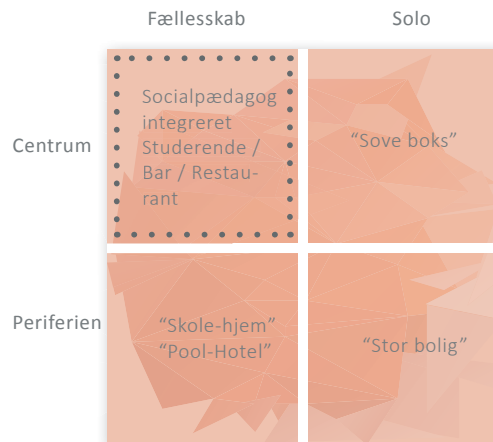 Fællesskab
Solo
Centrum
Socialpædagog
integreret
Studerende /
Bar / Restau-
rant
“Sove boks”
Periferien
“Skole-hjem”
“Pool-Hotel”
“Stor bolig”